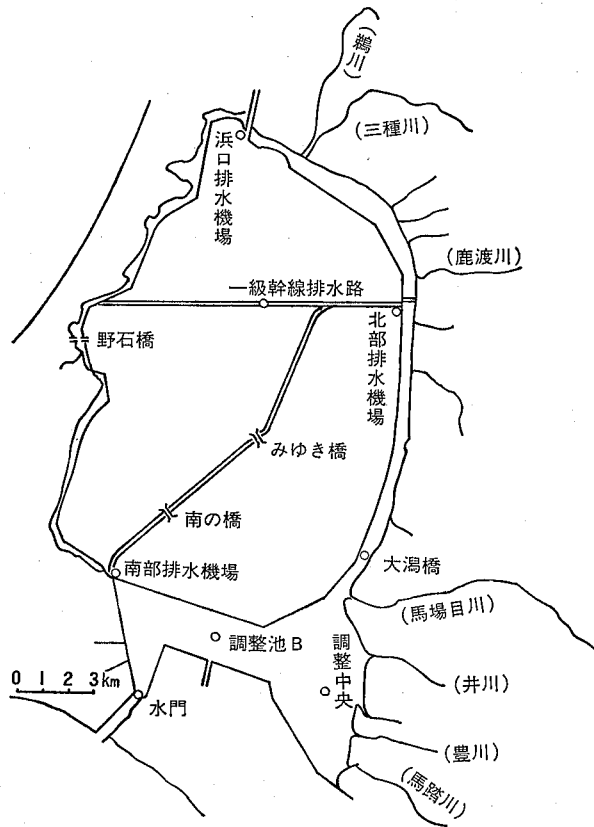 (鵜川)
(三種川)
浜口排水機場
(鹿渡川)
一級幹線排水路
北部排水機場
野石橋
みゆき橋
南の橋
南部排水機場
大潟橋
(馬場目川)
調整池B
調整中央
(井川)
0 1 2 3km
水門
(豊川)
(馬踏川)